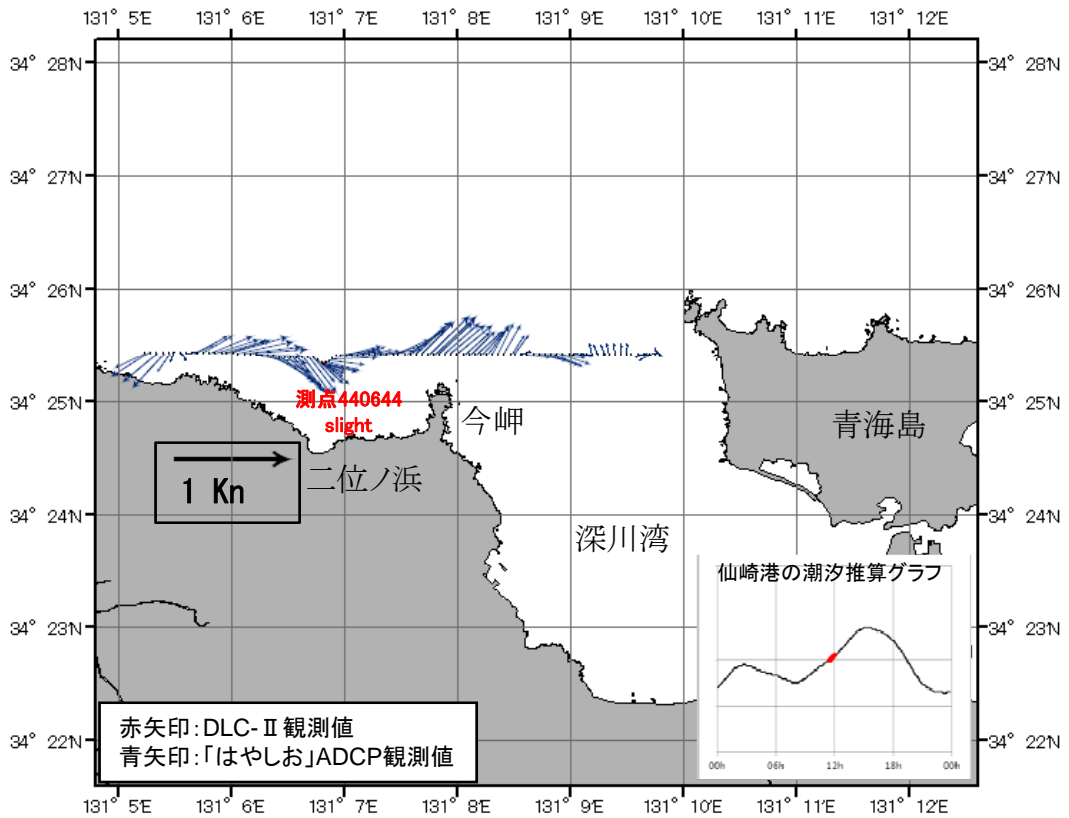 131° 5'E 131° 6'E 131° 7'E 131° 8'E 131° 9'E 131° 10'E 131° 11'E 131° 12'E
34° 28'N 34° 28'N
34° 27'N 34° 27'N
34° 26'N 34° 26'N
34° 25'N 34° 25'N
測点440644
slight
今岬
青海島
1 Kn
二位ノ浜
34° 24'N 34° 24'N
深川湾
仙崎港の潮汐推算グラフ
34° 23'N 34° 23'N
赤矢印:DLC-Ⅱ観測値
青矢印:「はやしお」ADCP観測値
34° 22'N 34° 22'N
00h 06h 12h 18h 00h
131° 5'E 131° 6'E 131° 7'E 131° 8'E 131° 9'E 131° 10'E 131° 11'E 131° 12'E